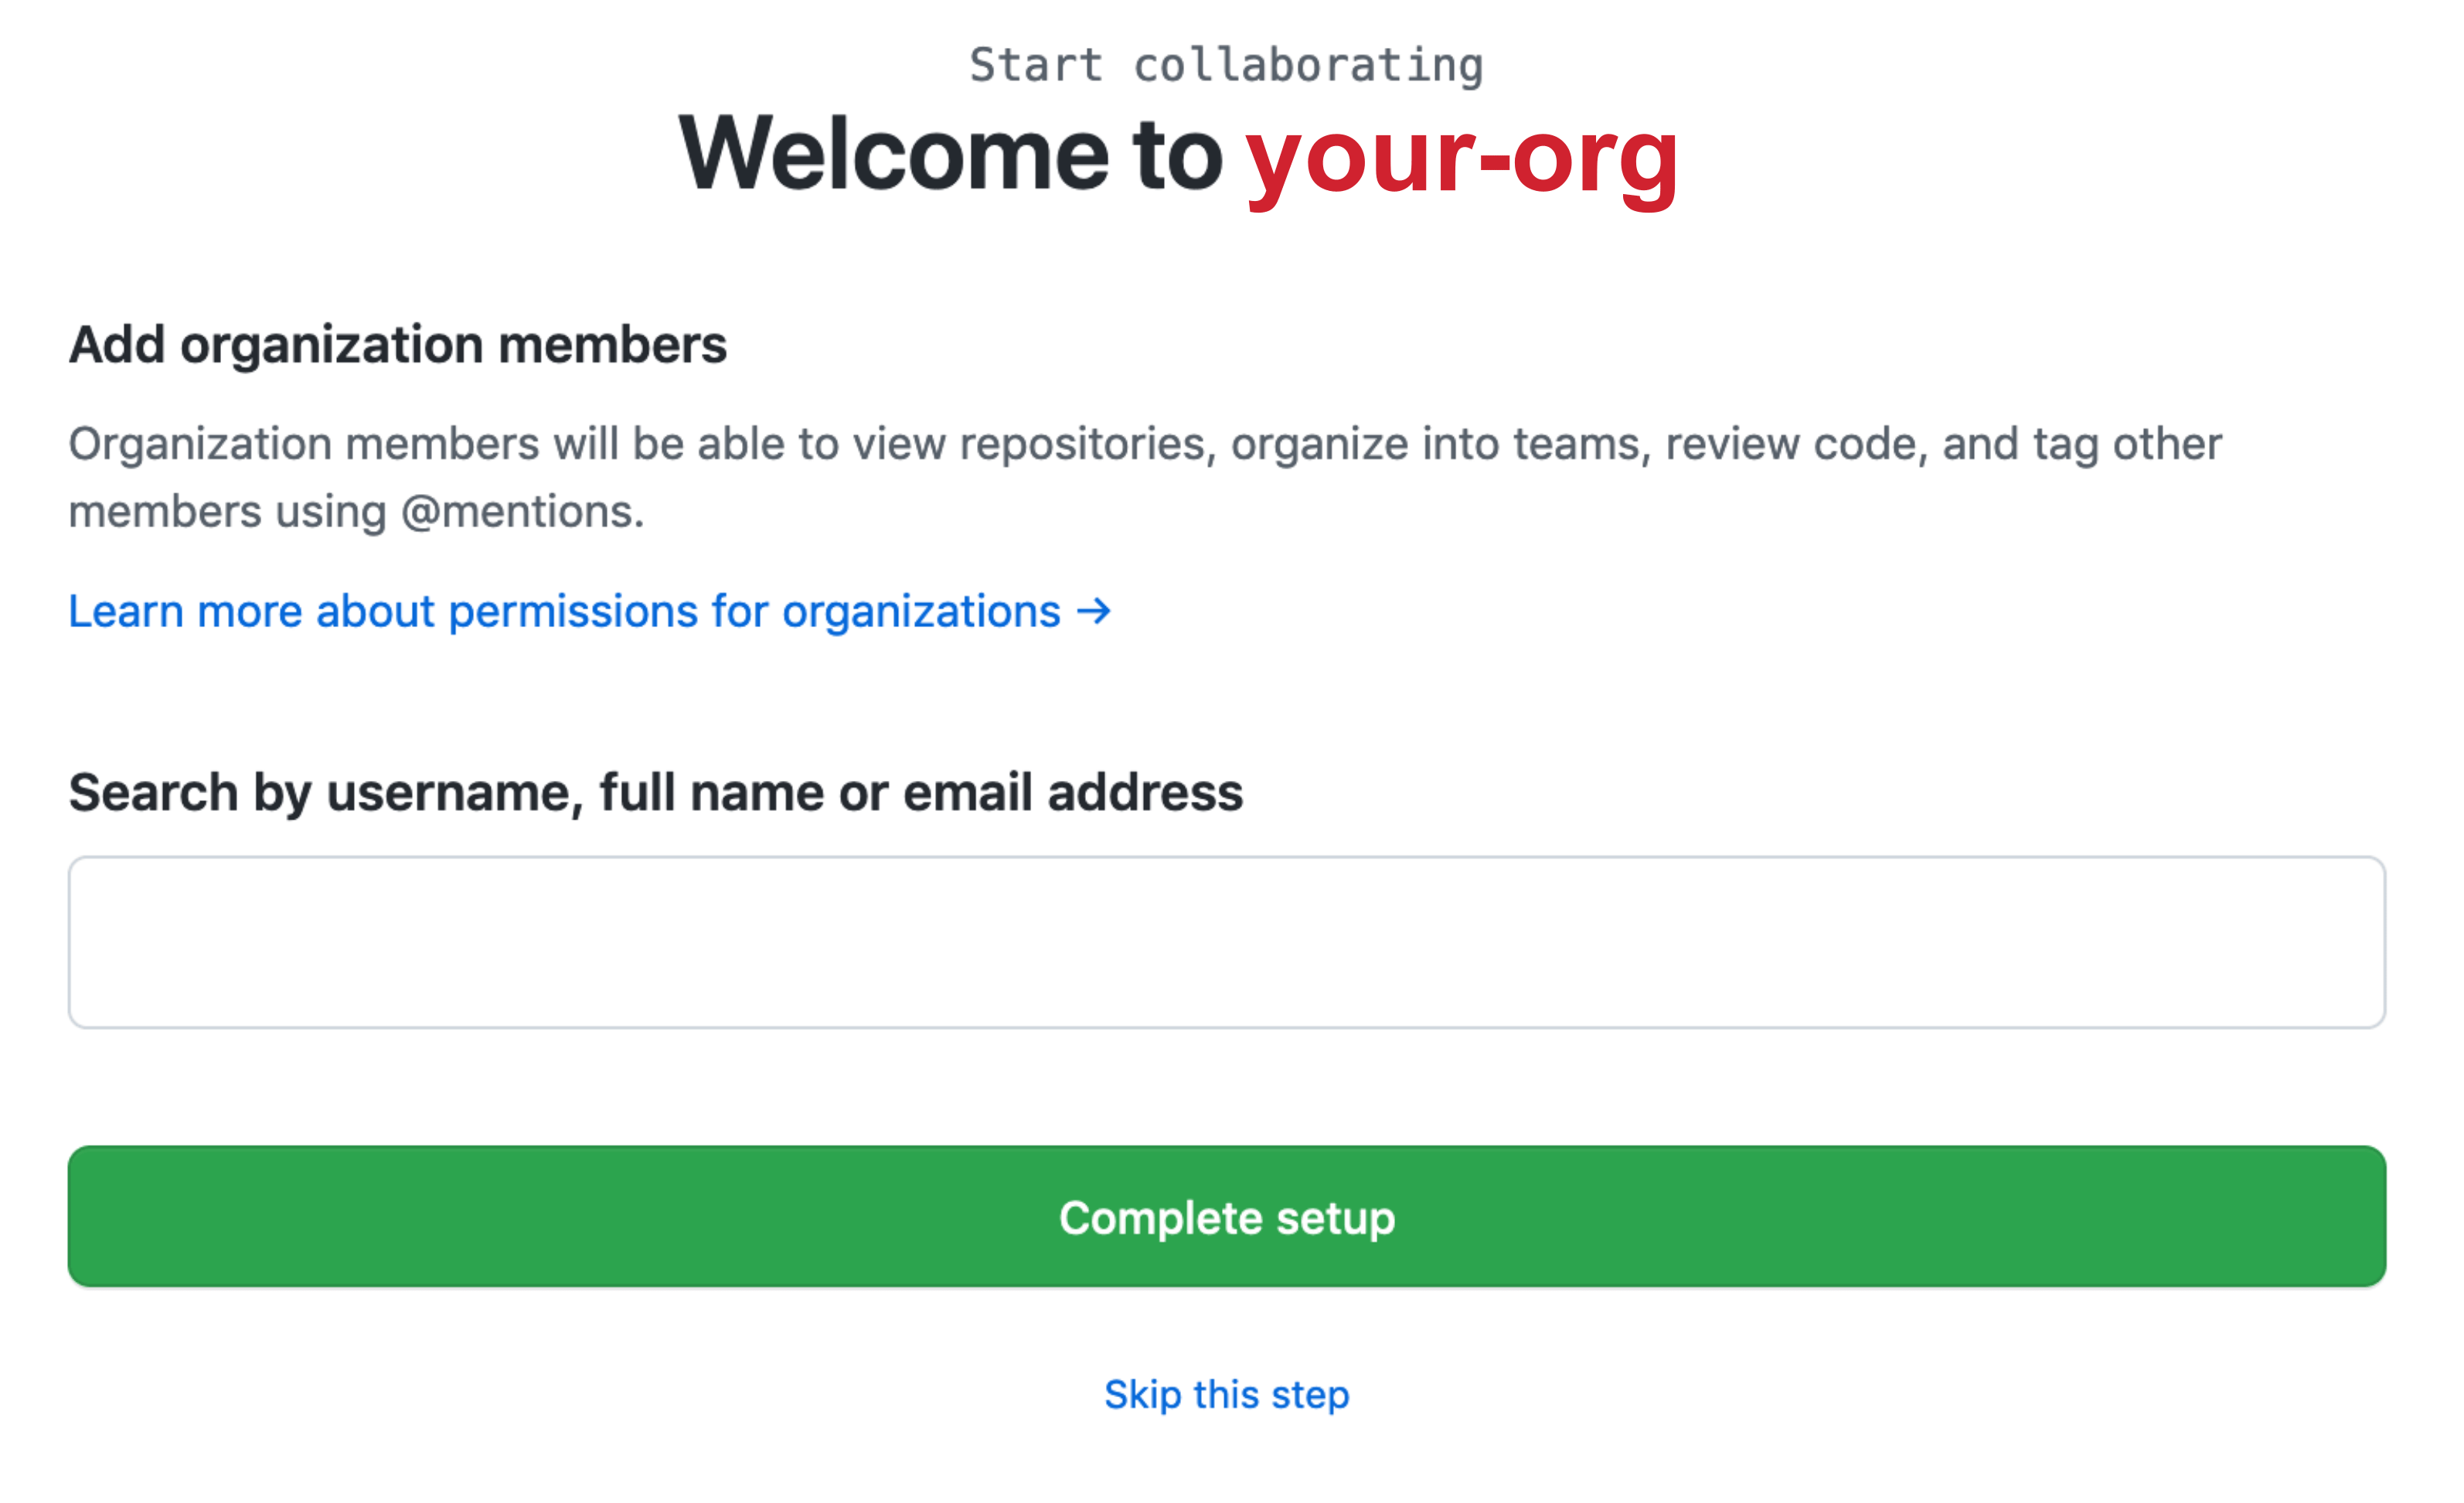 Start collaborating
Welcome to your-org
Add organization members
Organization members will be able to view repositories, organize into teams, review code, and tag other
members using @mentions.
Learn more about permissions for organizations →
Search by username, full name or email address
Complete setup
Skip this step